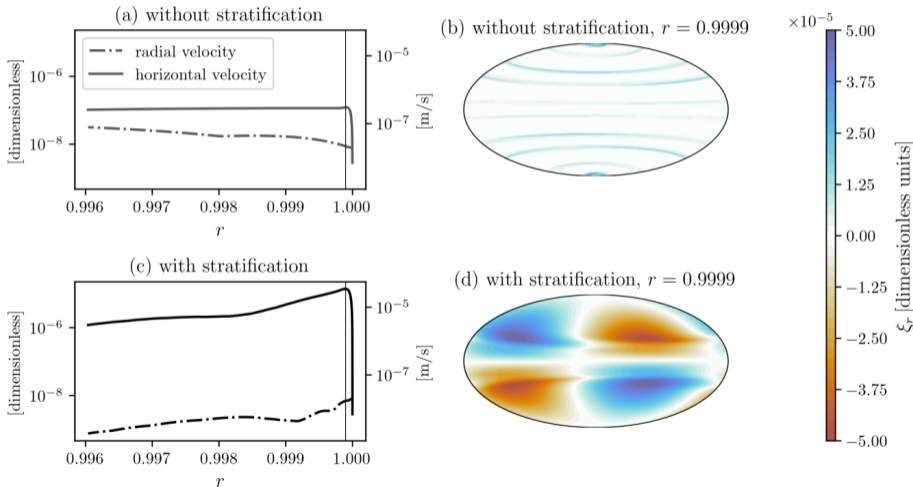 (a) without stratification
radial velocity
horizontal velocity
[dimensionless]
10⁻⁶
10⁻⁸
10⁻⁵
10⁻⁷
[m/s]
0.996 0.997 0.998 0.999 1.000
r
(b) without stratification, r = 0.9999
(c) with stratification
[dimensionless]
10⁻⁶
10⁻⁸
10⁻⁵
10⁻⁷
[m/s]
0.996 0.997 0.998 0.999 1.000
r
(d) with stratification, r = 0.9999
×10⁻⁵
5.00
3.75
2.50
1.25
0.00
−1.25
−2.50
−3.75
−5.00
ξᵣ [dimensionless units]